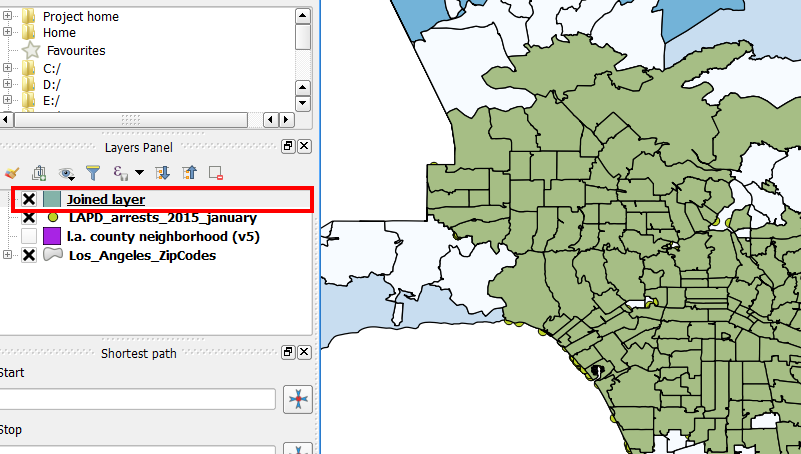 Project home
Home
Favourites
C:/
D:/
E:/
Layers Panel
Joined layer
LAPD_arrests_2015_january
l.a. county neighborhood (v5)
Los_Angeles_ZipCodes
Shortest path
Start
Stop